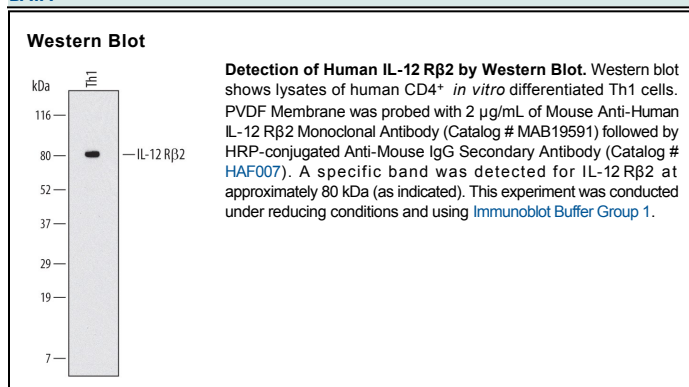 Western Blot
kDa
Th1
116
80
IL-12 Rβ2
52
37
29
19
7
Detection of Human IL-12 Rβ2 by Western Blot. Western blot
shows lysates of human CD4⁺ in vitro differentiated Th1 cells.
PVDF Membrane was probed with 2 µg/mL of Mouse Anti-Human
IL-12 Rβ2 Monoclonal Antibody (Catalog # MAB19591) followed by
HRP-conjugated Anti-Mouse IgG Secondary Antibody (Catalog #
HAF007). A specific band was detected for IL-12 Rβ2 at
approximately 80 kDa (as indicated). This experiment was conducted
under reducing conditions and using Immunoblot Buffer Group 1.